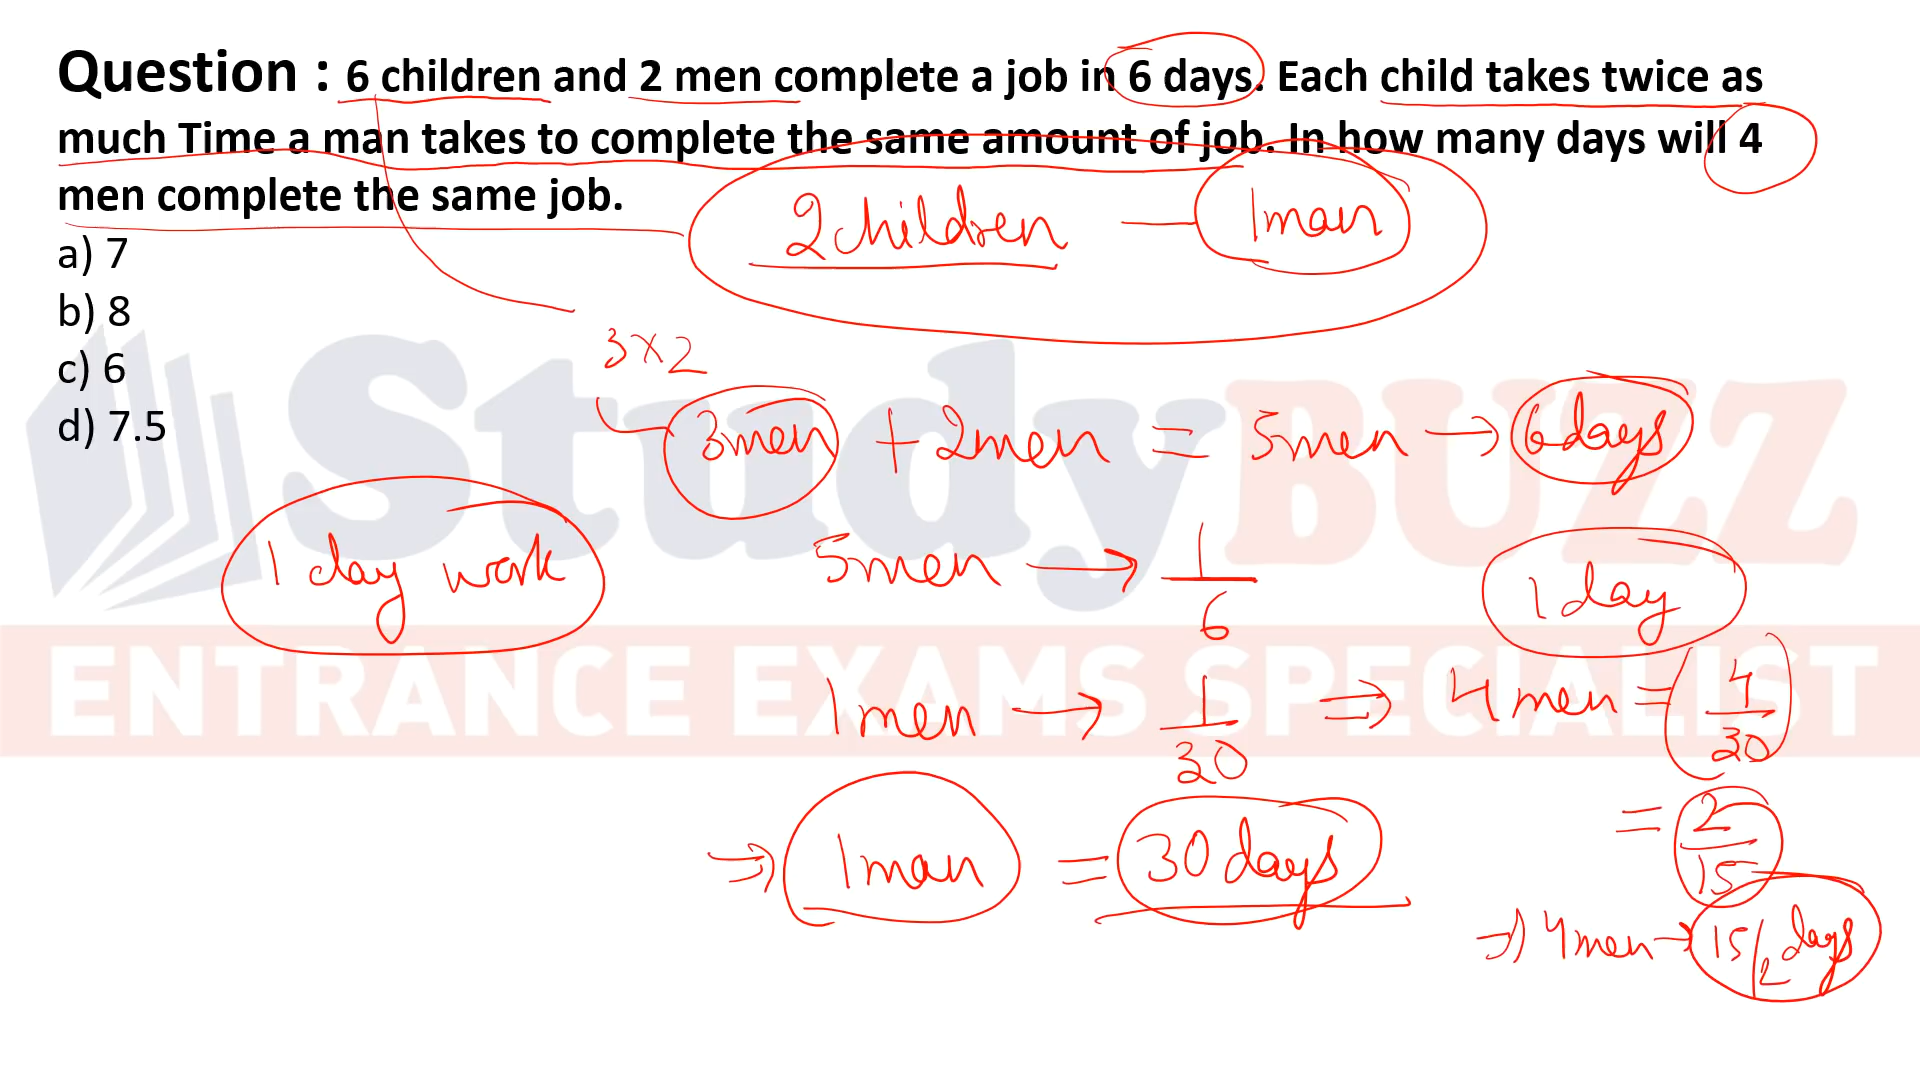 Question : 6 children and 2 men complete a job in 6 days. Each child takes twice as
much Time a man takes to complete the same amount of job. In how many days will 4
men complete the same job.
a) 7
b) 8
c) 6
d) 7.5
2 children — 1 man
3 × 2
3 men + 2 men = 5 men → 6 days
1 day work
5 men → 1/6
1 day
1 men → 1/30 ⇒ 4 men = (4/30)
= 2/15
⇒ 1 man = 30 days
⇒ 4 men → 15/2 days
StudyBUZZ
ENTRANCE EXAMS SPECIALIST